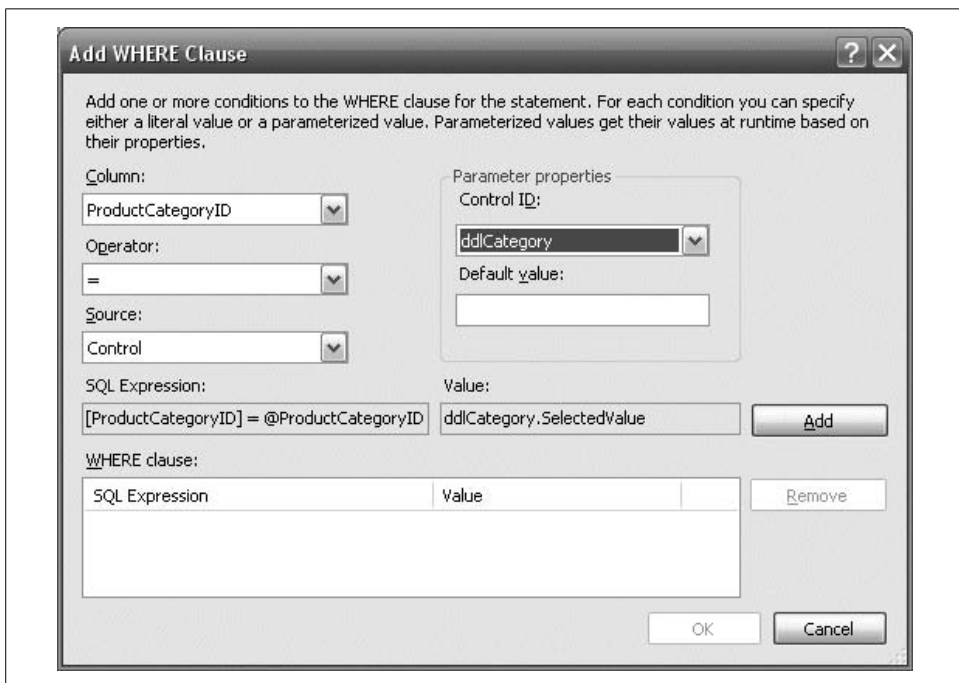 Add WHERE Clause
Add one or more conditions to the WHERE clause for the statement. For each condition you can specify
either a literal value or a parameterized value. Parameterized values get their values at runtime based on
their properties.
Column:
ProductCategoryID
Operator:
=
Source:
Control
Parameter properties
Control ID:
ddlCategory
Default value:
SQL Expression:
[ProductCategoryID] = @ProductCategoryID
Value:
ddlCategory.SelectedValue
Add
WHERE clause:
SQL Expression Value
Remove
OK Cancel